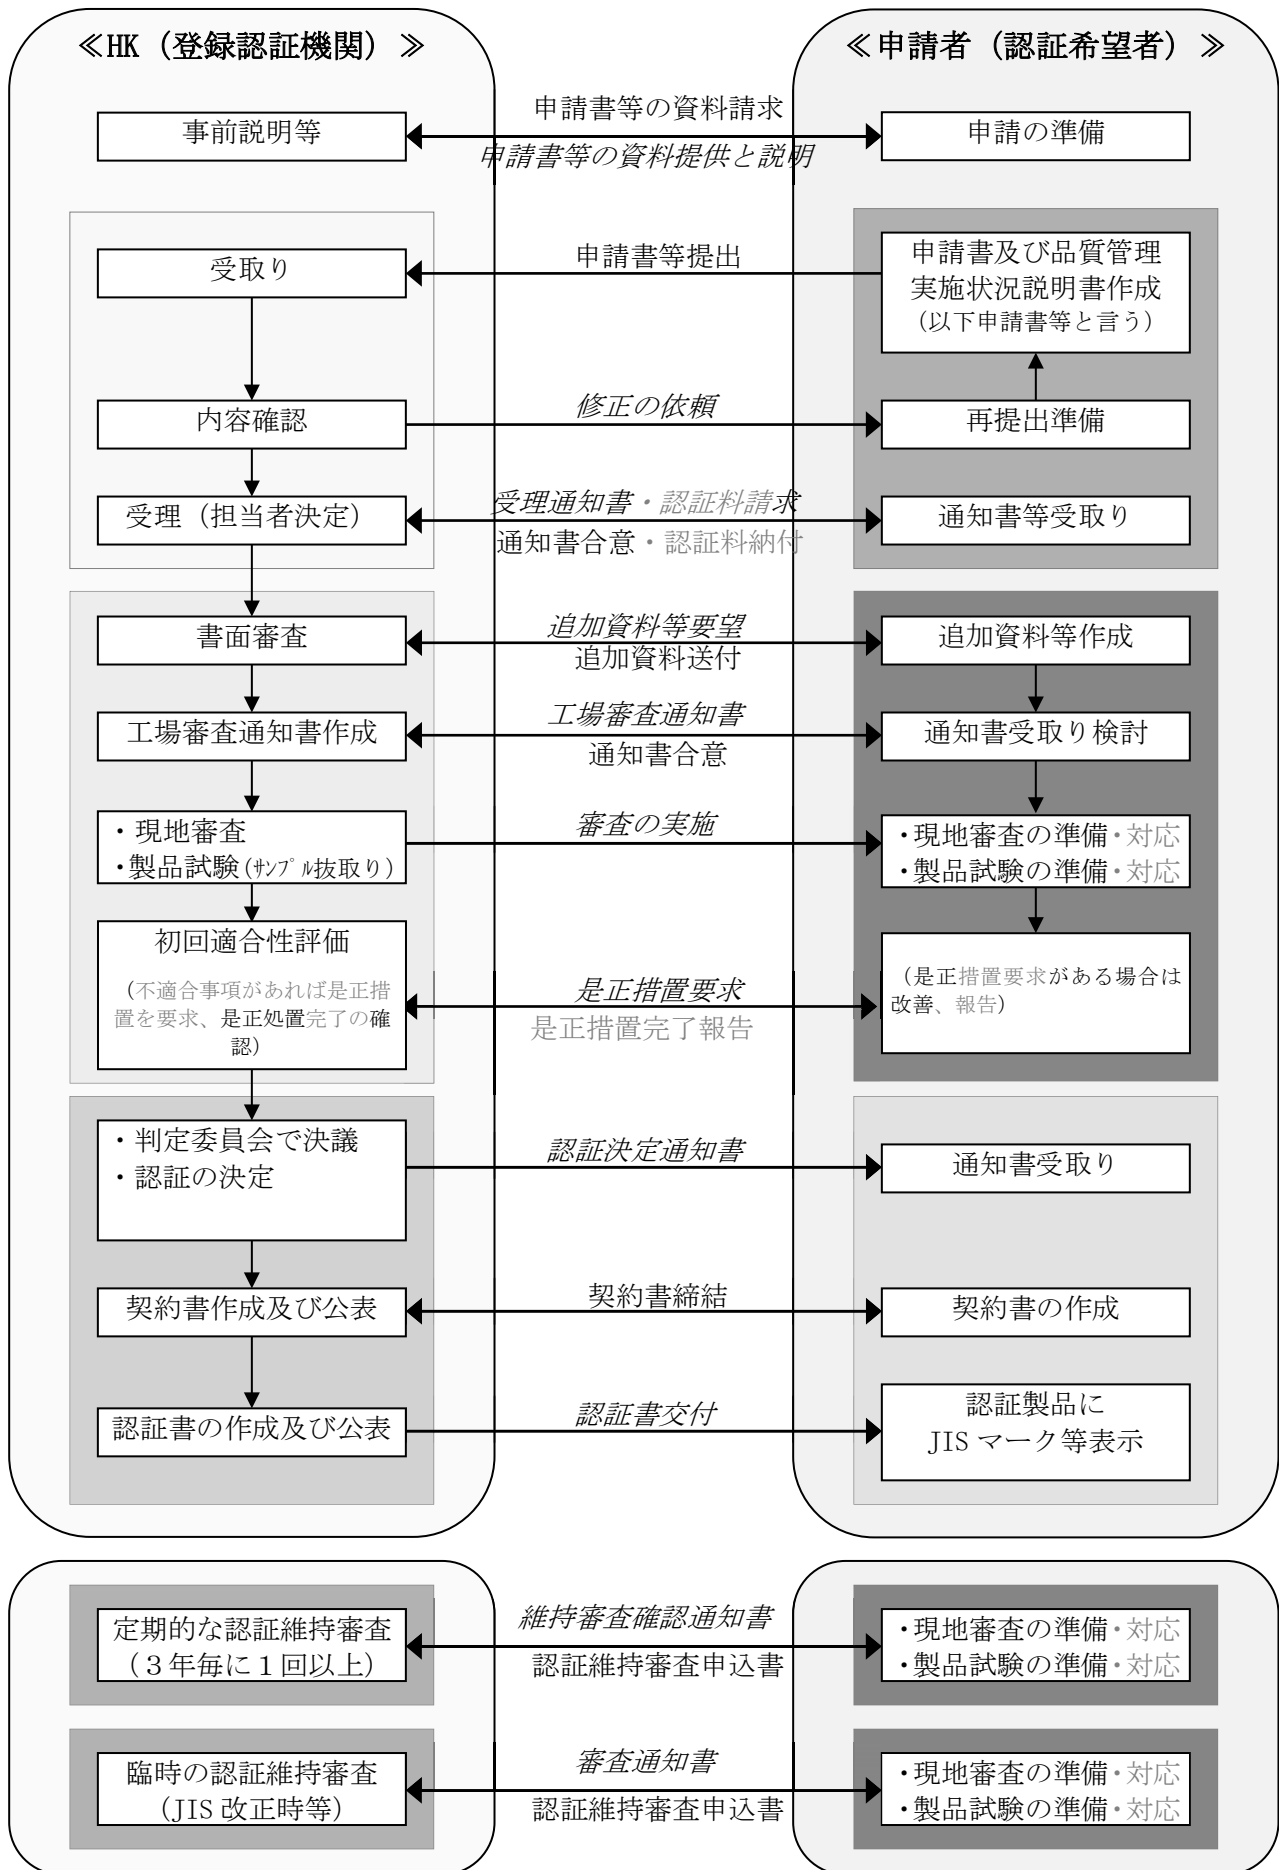 ≪HK（登録認証機関）≫
≪申請者（認証希望者）≫
申請書等の資料請求
事前説明等
申請の準備
申請書等の資料提供と説明
受取り
申請書等提出
申請書及び品質管理
実施状況説明書作成
（以下申請書等と言う）
内容確認
修正の依頼
再提出準備
受理（担当者決定）
受理通知書・認証料請求
通知書合意・認証料納付
通知書等受取り
書面審査
追加資料等要望
追加資料送付
追加資料等作成
工場審査通知書作成
工場審査通知書
通知書合意
通知書受取り検討
・現地審査
・製品試験(ｻﾝﾌﾟﾙ抜取り)
審査の実施
・現地審査の準備・対応
・製品試験の準備・対応
初回適合性評価
（不適合事項があれば是正措
置を要求、是正処置完了の確
認）
是正措置要求
是正措置完了報告
（是正措置要求がある場合は
改善、報告）
・判定委員会で決議
・認証の決定
認証決定通知書
通知書受取り
契約書作成及び公表
契約書締結
契約書の作成
認証書の作成及び公表
認証書交付
認証製品に
JISマーク等表示
定期的な認証維持審査
（３年毎に１回以上）
維持審査確認通知書
認証維持審査申込書
・現地審査の準備・対応
・製品試験の準備・対応
臨時の認証維持審査
（JIS改正時等）
審査通知書
認証維持審査申込書
・現地審査の準備・対応
・製品試験の準備・対応